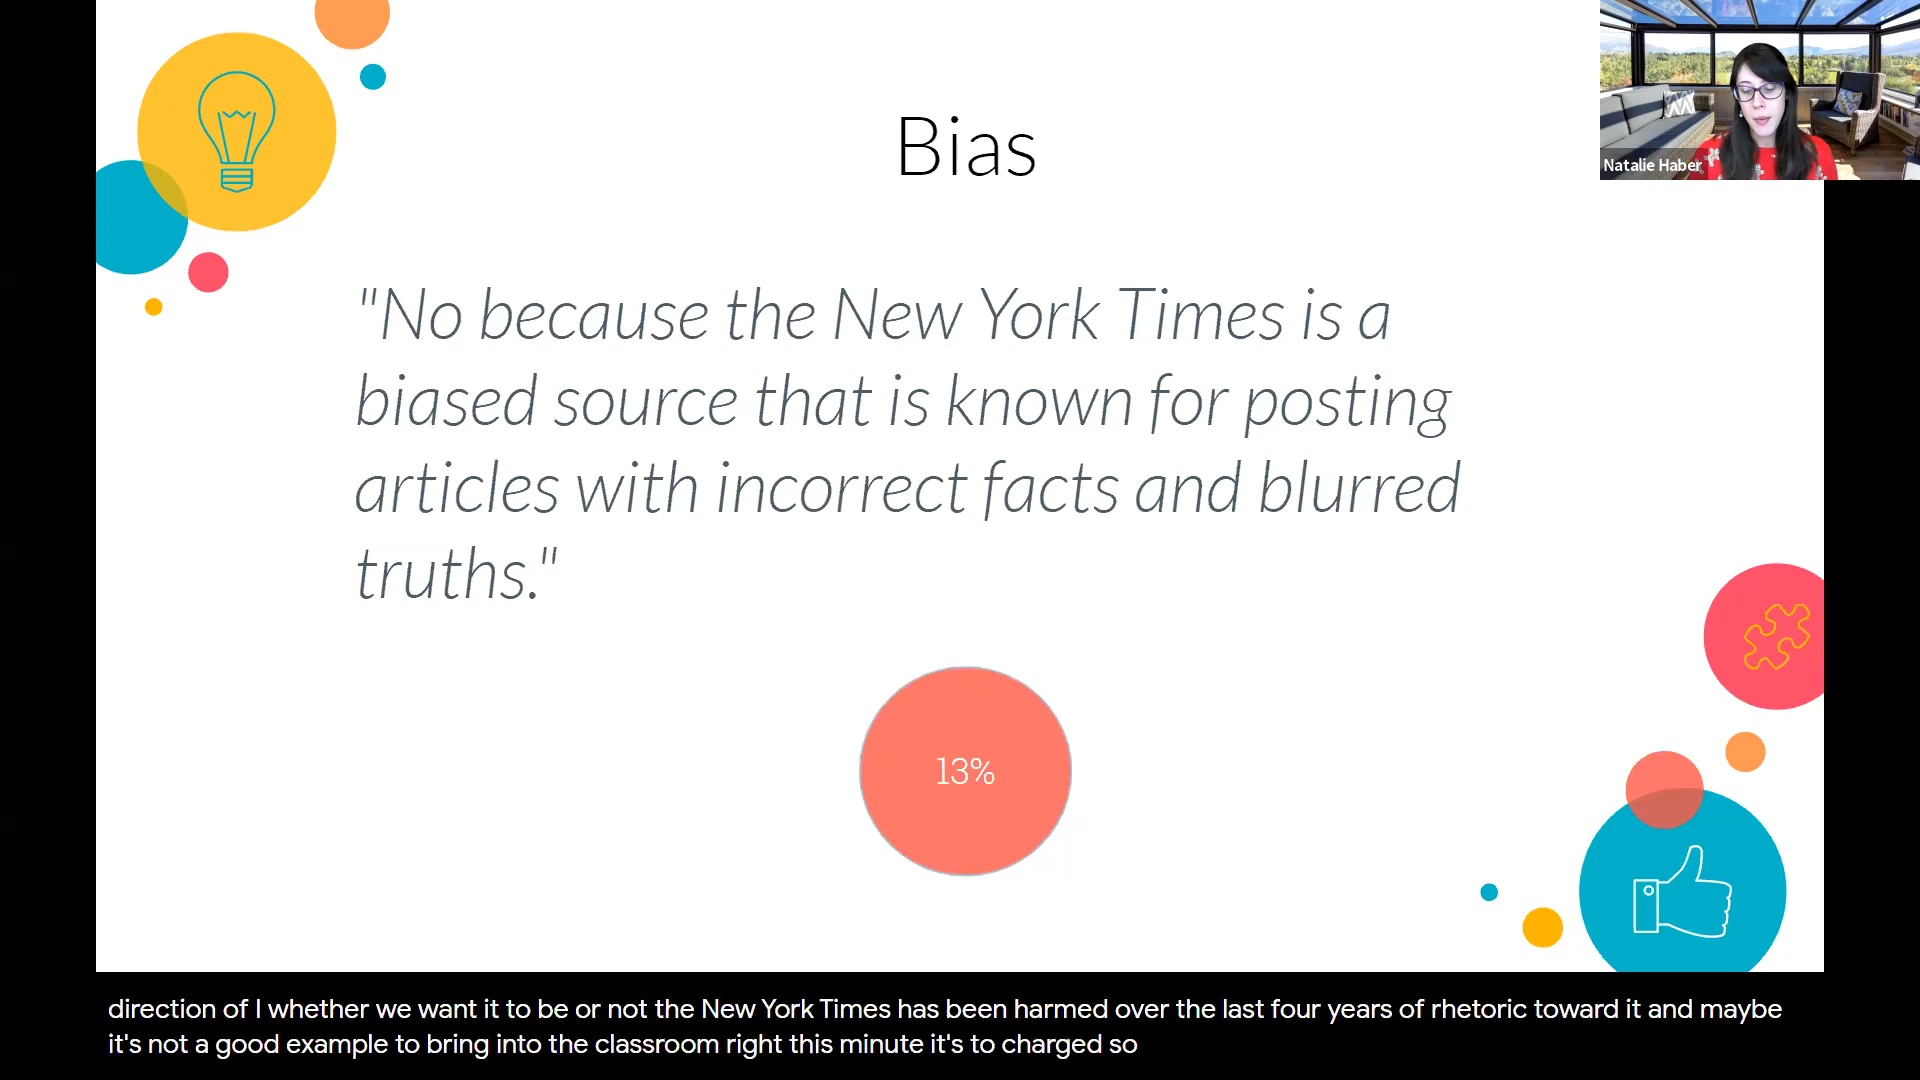 Bias
Natalie Haber
"No because the New York Times is a
biased source that is known for posting
articles with incorrect facts and blurred
truths."
13%
direction of I whether we want it to be or not the New York Times has been harmed over the last four years of rhetoric toward it and maybe
it's not a good example to bring into the classroom right this minute it's to charged so